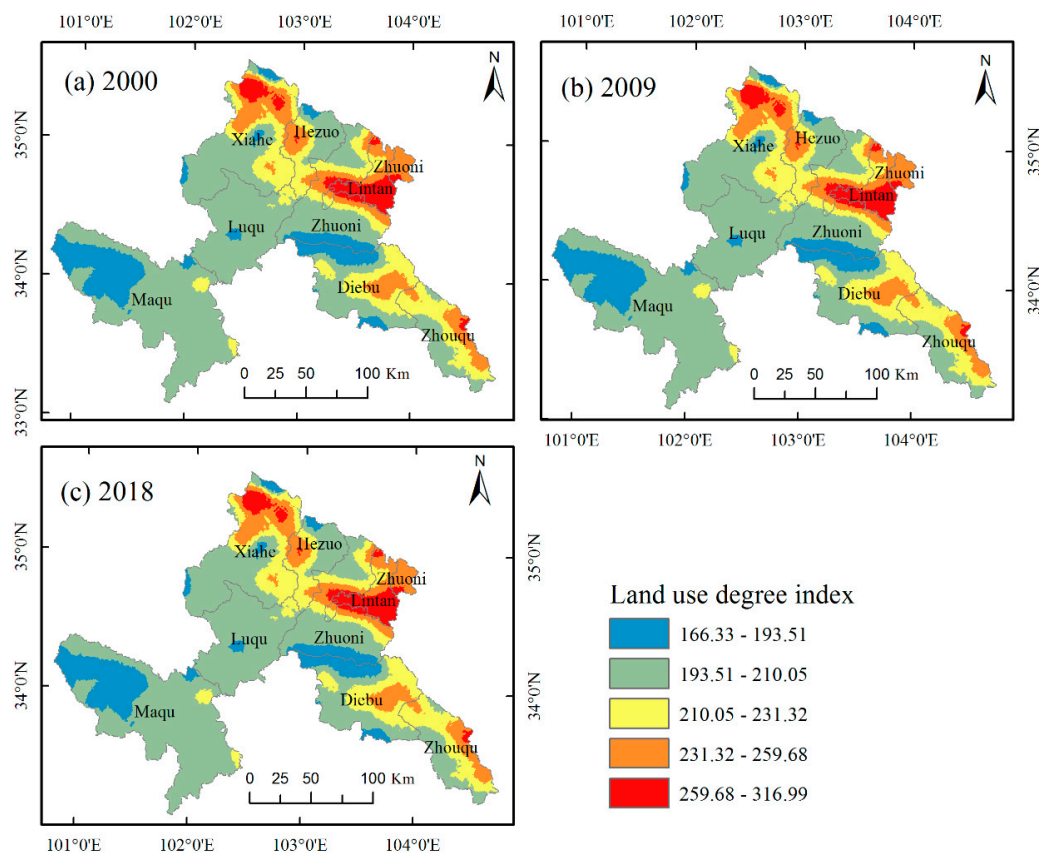 101°0'E 102°0'E 103°0'E 104°0'E
101°0'E 102°0'E 103°0'E 104°0'E
(a) 2000
N
35°0'N
34°0'N
33°0'N
Xiahe
Hezuo
Zhuoni
Lintan
Luqu
Zhuoni
Maqu
Diebu
Zhouqu
0 25 50 100 Km
102°0'E 103°0'E 104°0'E
(b) 2009
N
35°0'N
34°0'N
Xiahe
Hezuo
Zhuoni
Lintan
Luqu
Zhuoni
Maqu
Diebu
Zhouqu
0 25 50 100 Km
101°0'E 102°0'E 103°0'E 104°0'E
(c) 2018
N
35°0'N
34°0'N
35°0'N
34°0'N
Xiahe
Hezuo
Zhuoni
Lintan
Luqu
Zhuoni
Maqu
Diebu
Zhouqu
0 25 50 100 Km
101°0'E 102°0'E 103°0'E 104°0'E
Land use degree index
166.33 - 193.51
193.51 - 210.05
210.05 - 231.32
231.32 - 259.68
259.68 - 316.99